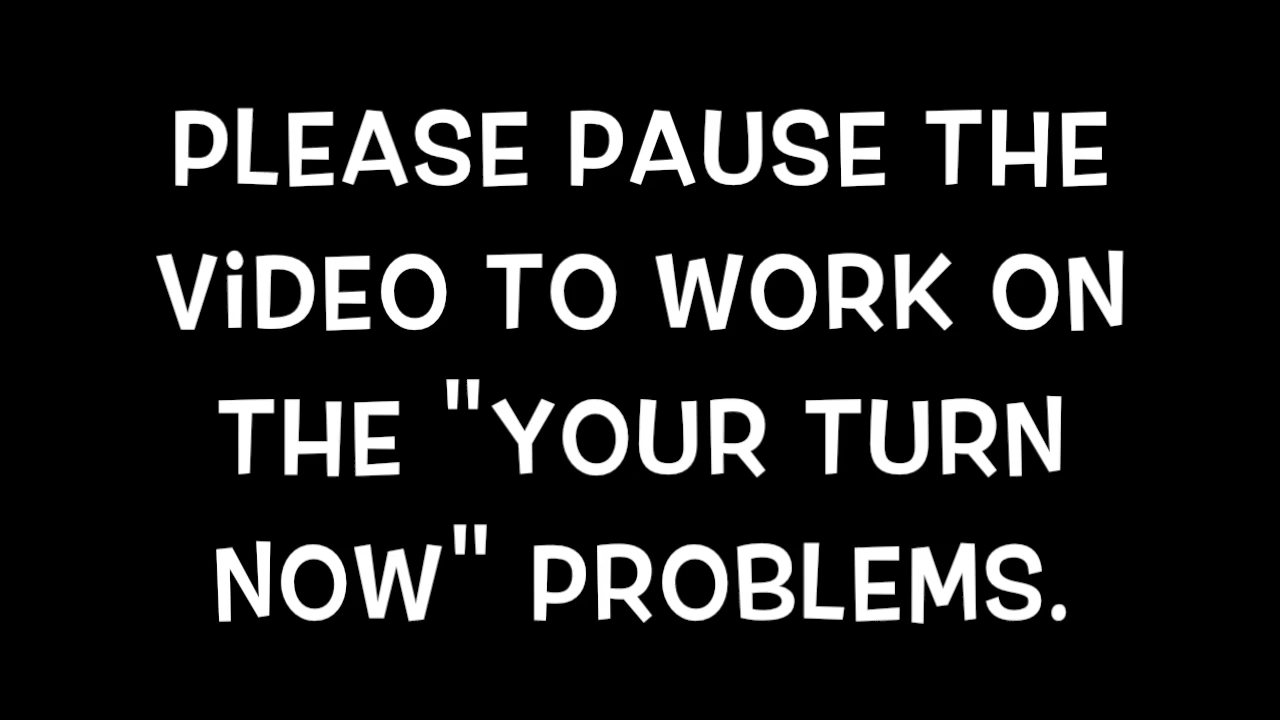 PLEASE PAUSE THE
ViDEO TO WORK ON
THE "YOUR TURN
NOW" PROBLEMS.